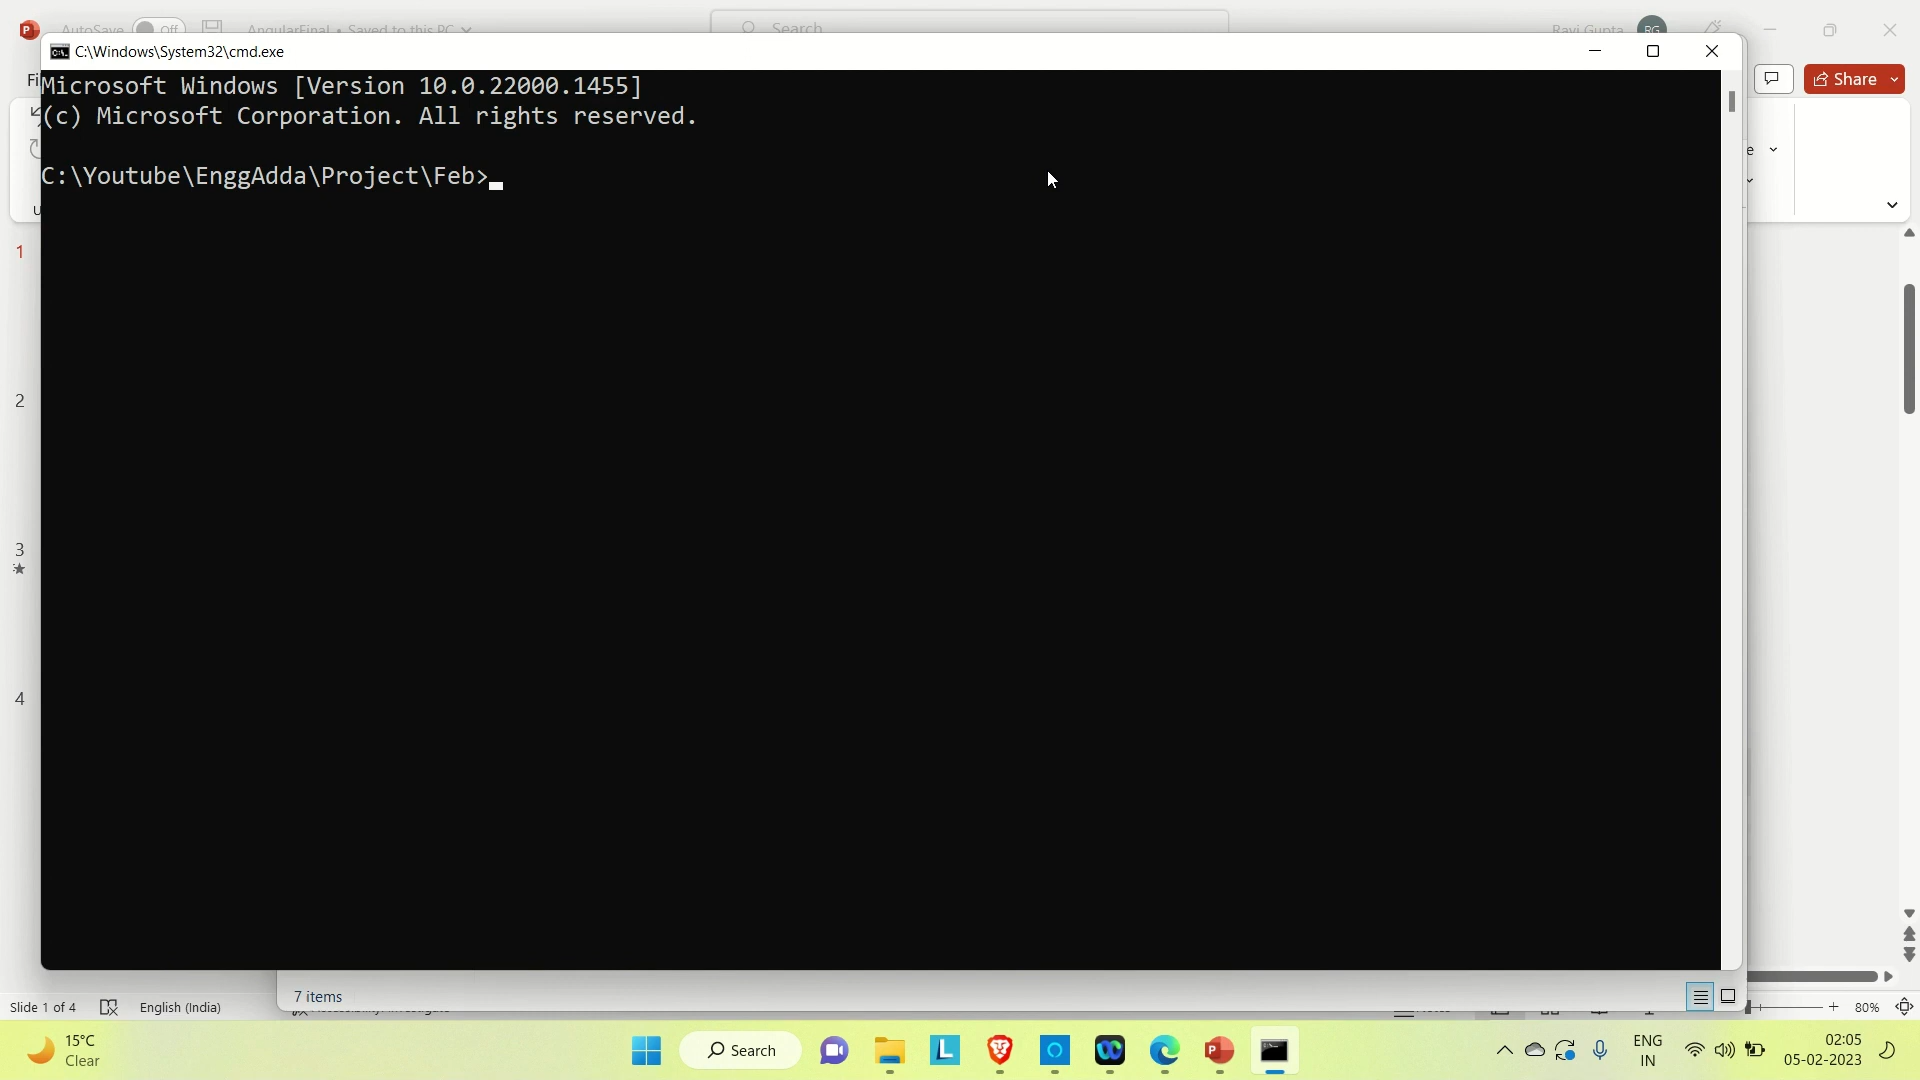 AutoSave Off AngularFinal • Saved to this PC Search Ravi Gupta RG
C:\Windows\System32\cmd.exe
Fi
Share
Microsoft Windows [Version 10.0.22000.1455]
(c) Microsoft Corporation. All rights reserved.
C:\Youtube\EnggAdda\Project\Feb>
e
U
1
2
3
4
7 items
Slide 1 of 4 English (India)
80%
15°C
Clear
Search
ENG
IN
02:05
05-02-2023